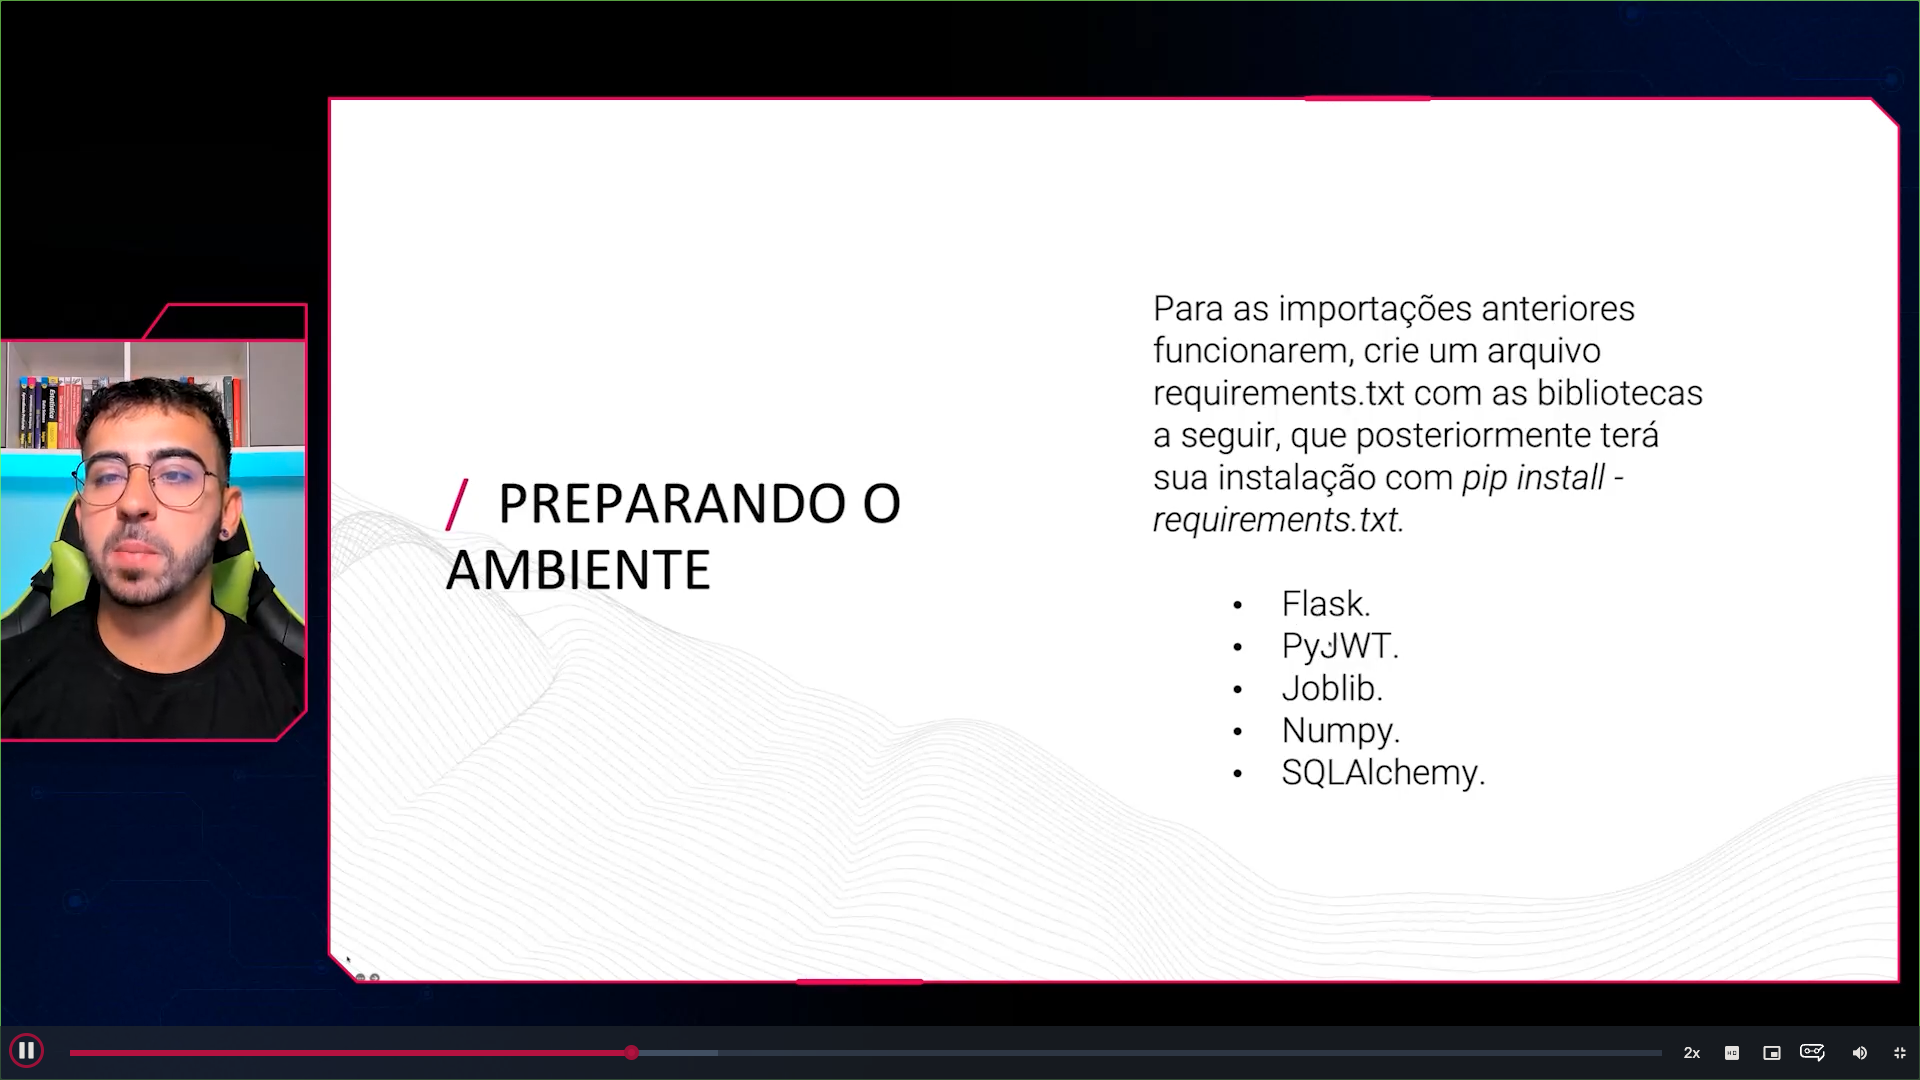 / PREPARANDO O
AMBIENTE
Para as importações anteriores
funcionarem, crie um arquivo
requirements.txt com as bibliotecas
a seguir, que posteriormente terá
sua instalação com pip install -
requirements.txt.
• Flask.
• PyJWT.
• Joblib.
• Numpy.
• SQLAlchemy.
2x
HD